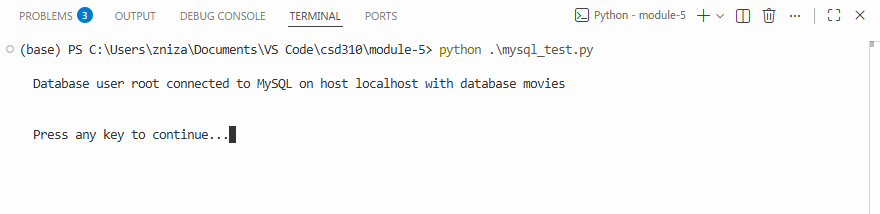 PROBLEMS 3 OUTPUT DEBUG CONSOLE TERMINAL PORTS Python - module-5
(base) PS C:\Users\zniza\Documents\VS Code\csd310\module-5> python .\mysql_test.py
Database user root connected to MySQL on host localhost with database movies
Press any key to continue...